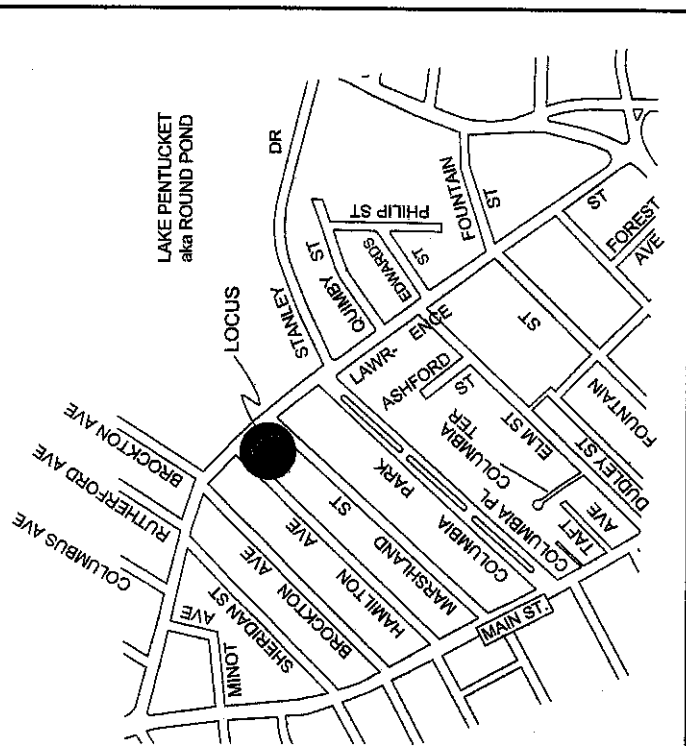 LAKE PENTUCKET
aka ROUND POND
DR
STANLEY
LOCUS
QUIMBY ST
EDWARDS ST
PHILIP ST
FOUNTAIN ST
BROCKTON AVE
RUTHERFORD AVE
COLUMBUS AVE
LAWR-
ENCE
ST
ASHFORD ST
ST
FOREST AVE
COLUMBIA TER
ELM ST
DUDLEY ST
FOUNTAIN
PARK
COLUMBIA
COLUMBIA PL
TAFT AVE
MARSHLAND ST
HAMILTON AVE
BROCKTON AVE
SHERIDAN ST
MINOT AVE
MAIN ST.